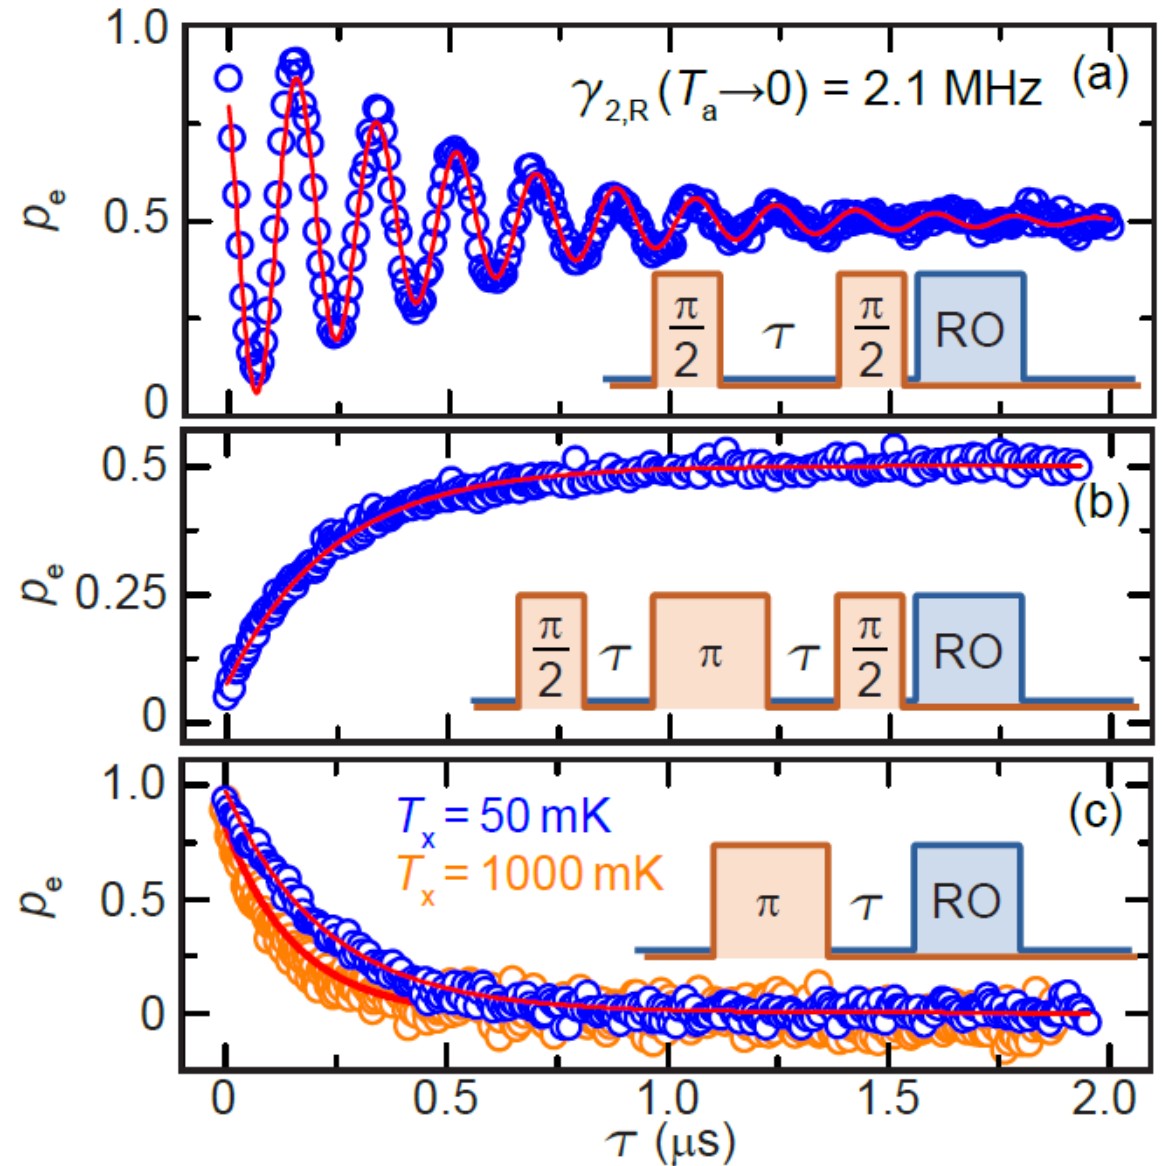 1.0
(a)
γ2,R (Ta→0) = 2.1 MHz
pe
0.5
π/2 τ π/2 RO
0
0.5
(b)
pe
0.25
π/2 τ π τ π/2 RO
0
1.0
(c)
Tx = 50 mK
Tx = 1000 mK
pe
0.5
π τ RO
0
0 0.5 1.0 1.5 2.0
τ (μs)